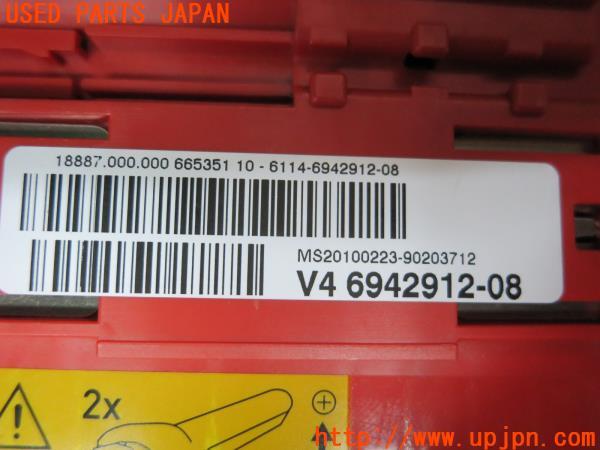 USED PARTS JAPAN
18887.000.000 665351 10 - 6114-6942912-08
MS20100223-90203712
V4 6942912-08
2x
http://www.upjpn.com/